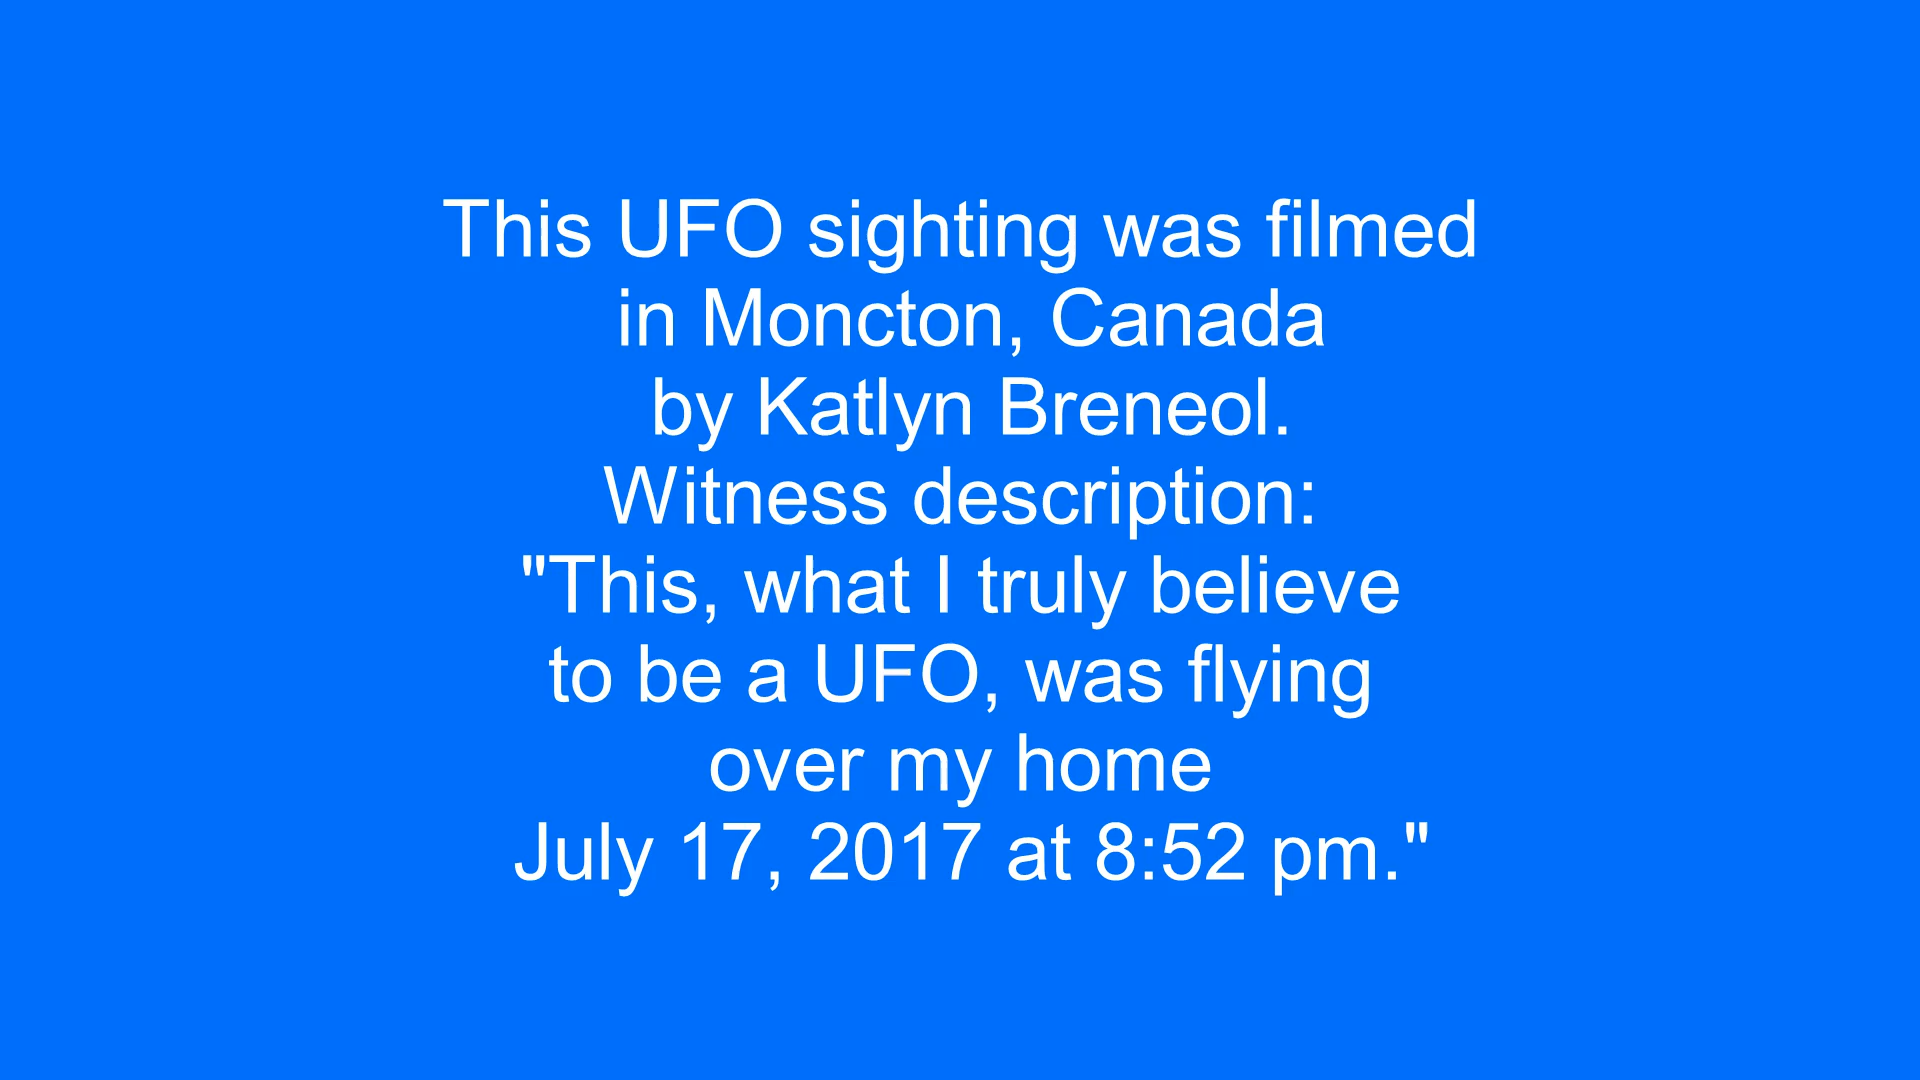 This UFO sighting was filmed
in Moncton, Canada
by Katlyn Breneol.
Witness description:
"This, what I truly believe
to be a UFO, was flying
over my home
July 17, 2017 at 8:52 pm."